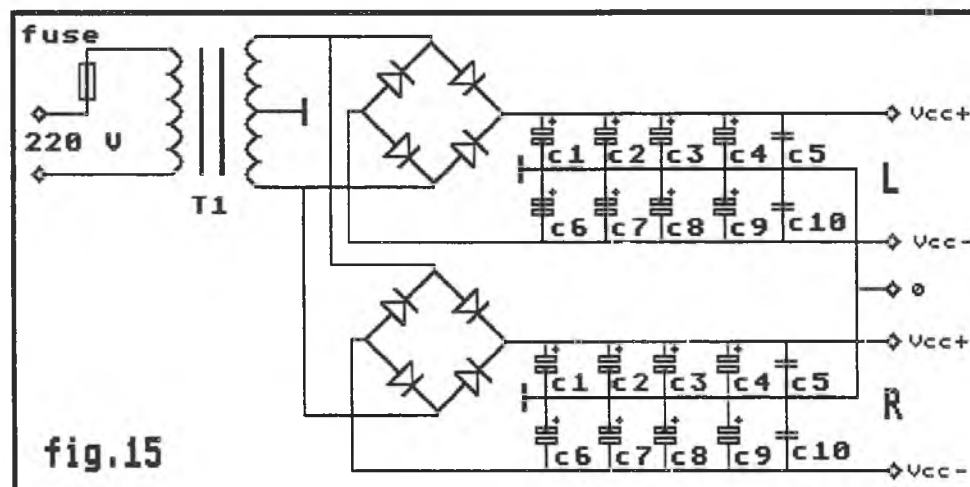 fuse
220 V
T1
Vcc+
c1 c2 c3 c4 c5
L
c6 c7 c8 c9 c10
Vcc-
0
Vcc+
c1 c2 c3 c4 c5
R
c6 c7 c8 c9 c10
Vcc-
fig.15